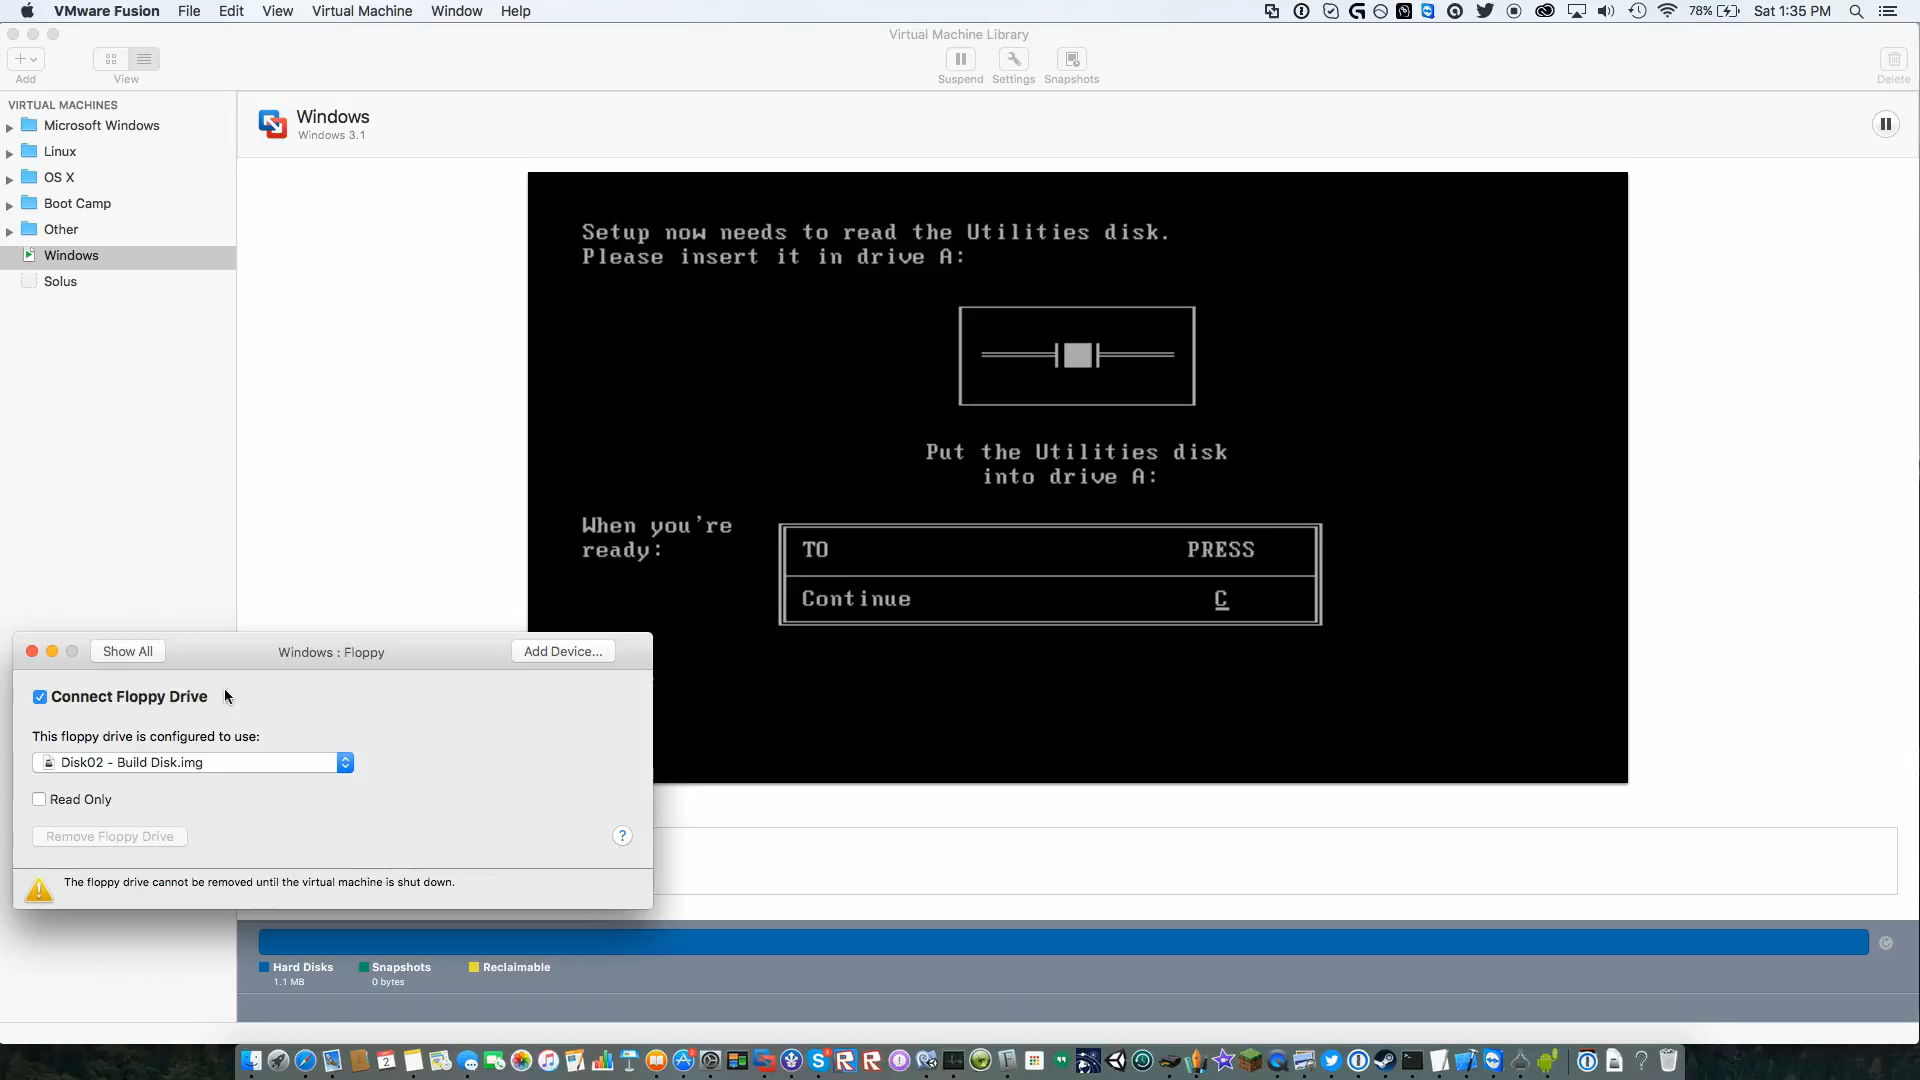 VMware Fusion File Edit View Virtual Machine Window Help 78% Sat 1:35 PM
Virtual Machine Library
Add View Suspend Settings Snapshots Delete
VIRTUAL MACHINES
Microsoft Windows
Linux
OS X
Boot Camp
Other
Windows
Solus
Windows
Windows 3.1
Setup now needs to read the Utilities disk.
Please insert it in drive A:
Put the Utilities disk
into drive A:
When you're
ready:
TO PRESS
Continue C
Show All Windows : Floppy Add Device...
Connect Floppy Drive
This floppy drive is configured to use:
Disk02 - Build Disk.img
Read Only
Remove Floppy Drive ?
The floppy drive cannot be removed until the virtual machine is shut down.
Hard Disks Snapshots Reclaimable
1.1 MB 0 bytes